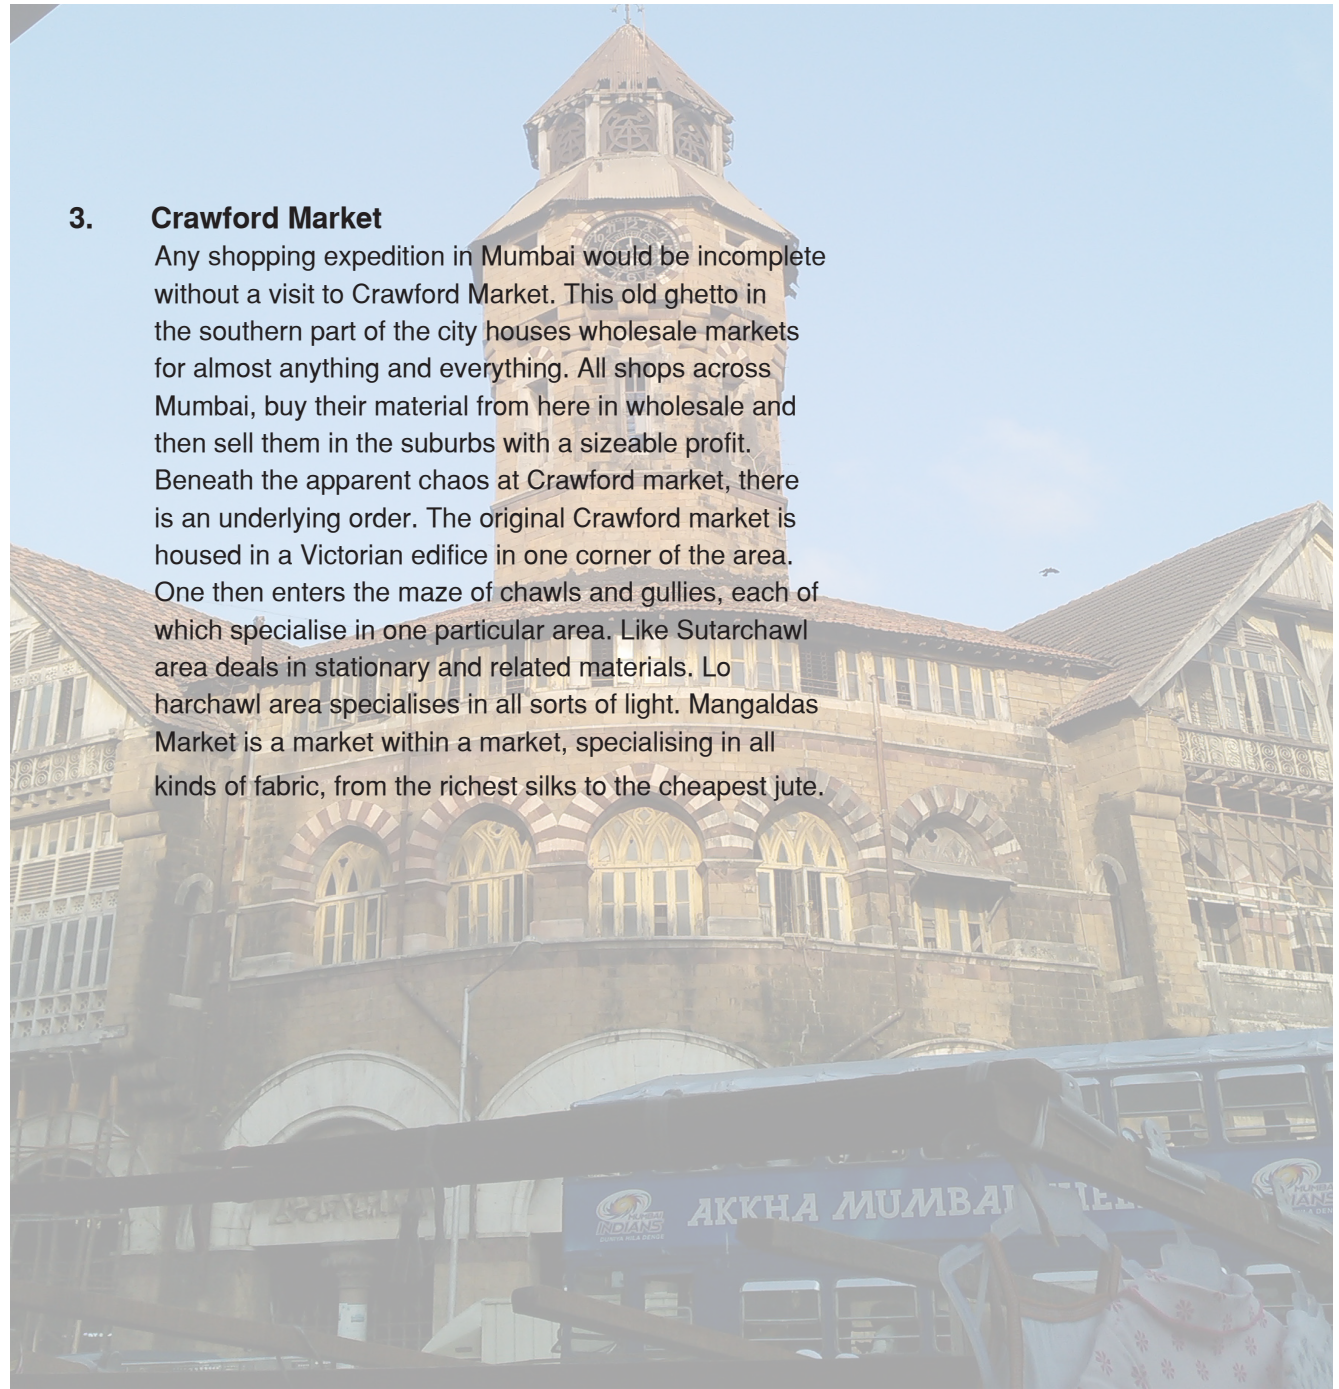 3. Crawford Market
Any shopping expedition in Mumbai would be incomplete
without a visit to Crawford Market. This old ghetto in
the southern part of the city houses wholesale markets
for almost anything and everything. All shops across
Mumbai, buy their material from here in wholesale and
then sell them in the suburbs with a sizeable profit.
Beneath the apparent chaos at Crawford market, there
is an underlying order. The original Crawford market is
housed in a Victorian edifice in one corner of the area.
One then enters the maze of chawls and gullies, each of
which specialise in one particular area. Like Sutarchawl
area deals in stationary and related materials. Lo
harchawl area specialises in all sorts of light. Mangaldas
Market is a market within a market, specialising in all
kinds of fabric, from the richest silks to the cheapest jute.
AKKHA MUMBAI
MUMBAI
INDIANS
DUNIYA HILA DENGE